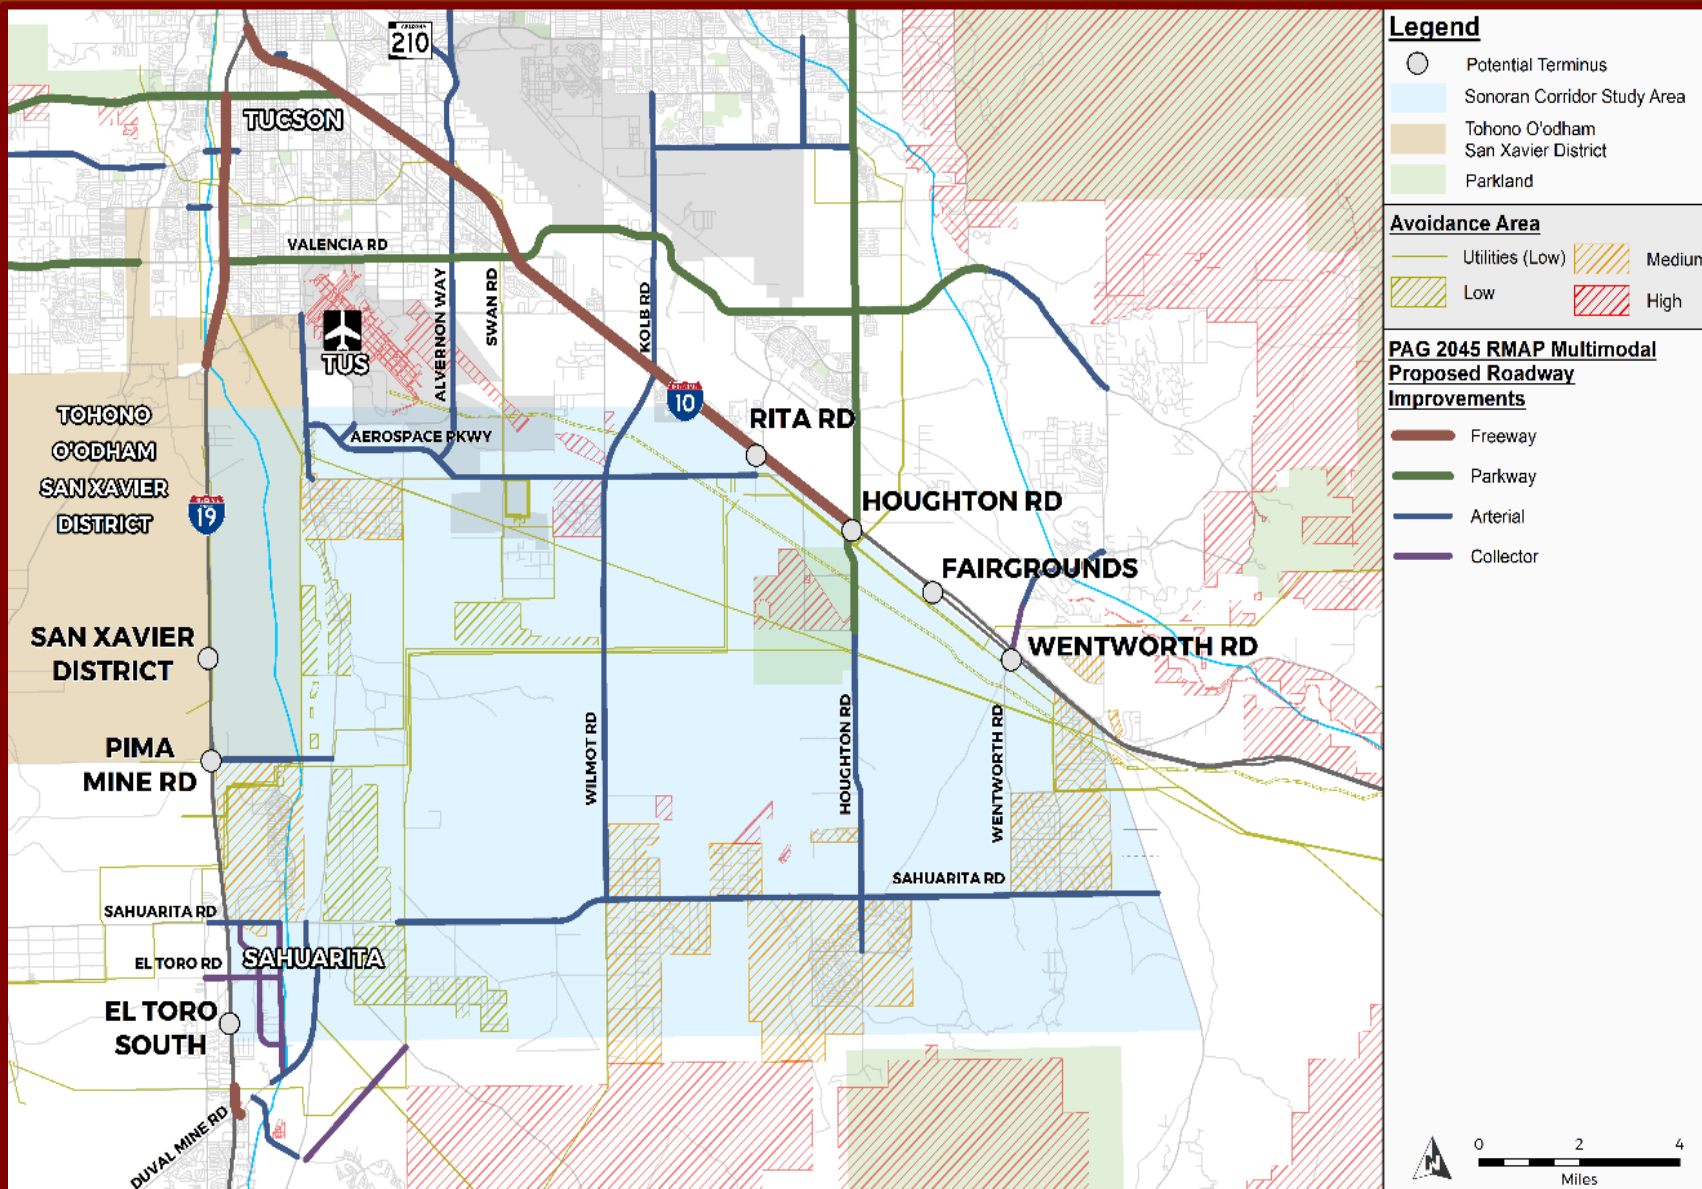 ARIZONA
210
TUCSON
VALENCIA RD
ALVERNON WAY
SWAN RD
KOLB RD
TUS
10
RITA RD
TOHONO
O'ODHAM
SAN XAVIER
DISTRICT
AEROSPACE PKWY
19
HOUGHTON RD
FAIRGROUNDS
SAN XAVIER
DISTRICT
WENTWORTH RD
PIMA
MINE RD
WILMOT RD
HOUGHTON RD
WENTWORTH RD
SAHUARITA RD
SAHUARITA RD
EL TORO RD
SAHUARITA
EL TORO
SOUTH
DUVAL MINE RD
Legend
Potential Terminus
Sonoran Corridor Study Area
Tohono O'odham
San Xavier District
Parkland
Avoidance Area
Utilities (Low)
Medium
Low
High
PAG 2045 RMAP Multimodal
Proposed Roadway
Improvements
Freeway
Parkway
Arterial
Collector
N
0 2 4
Miles